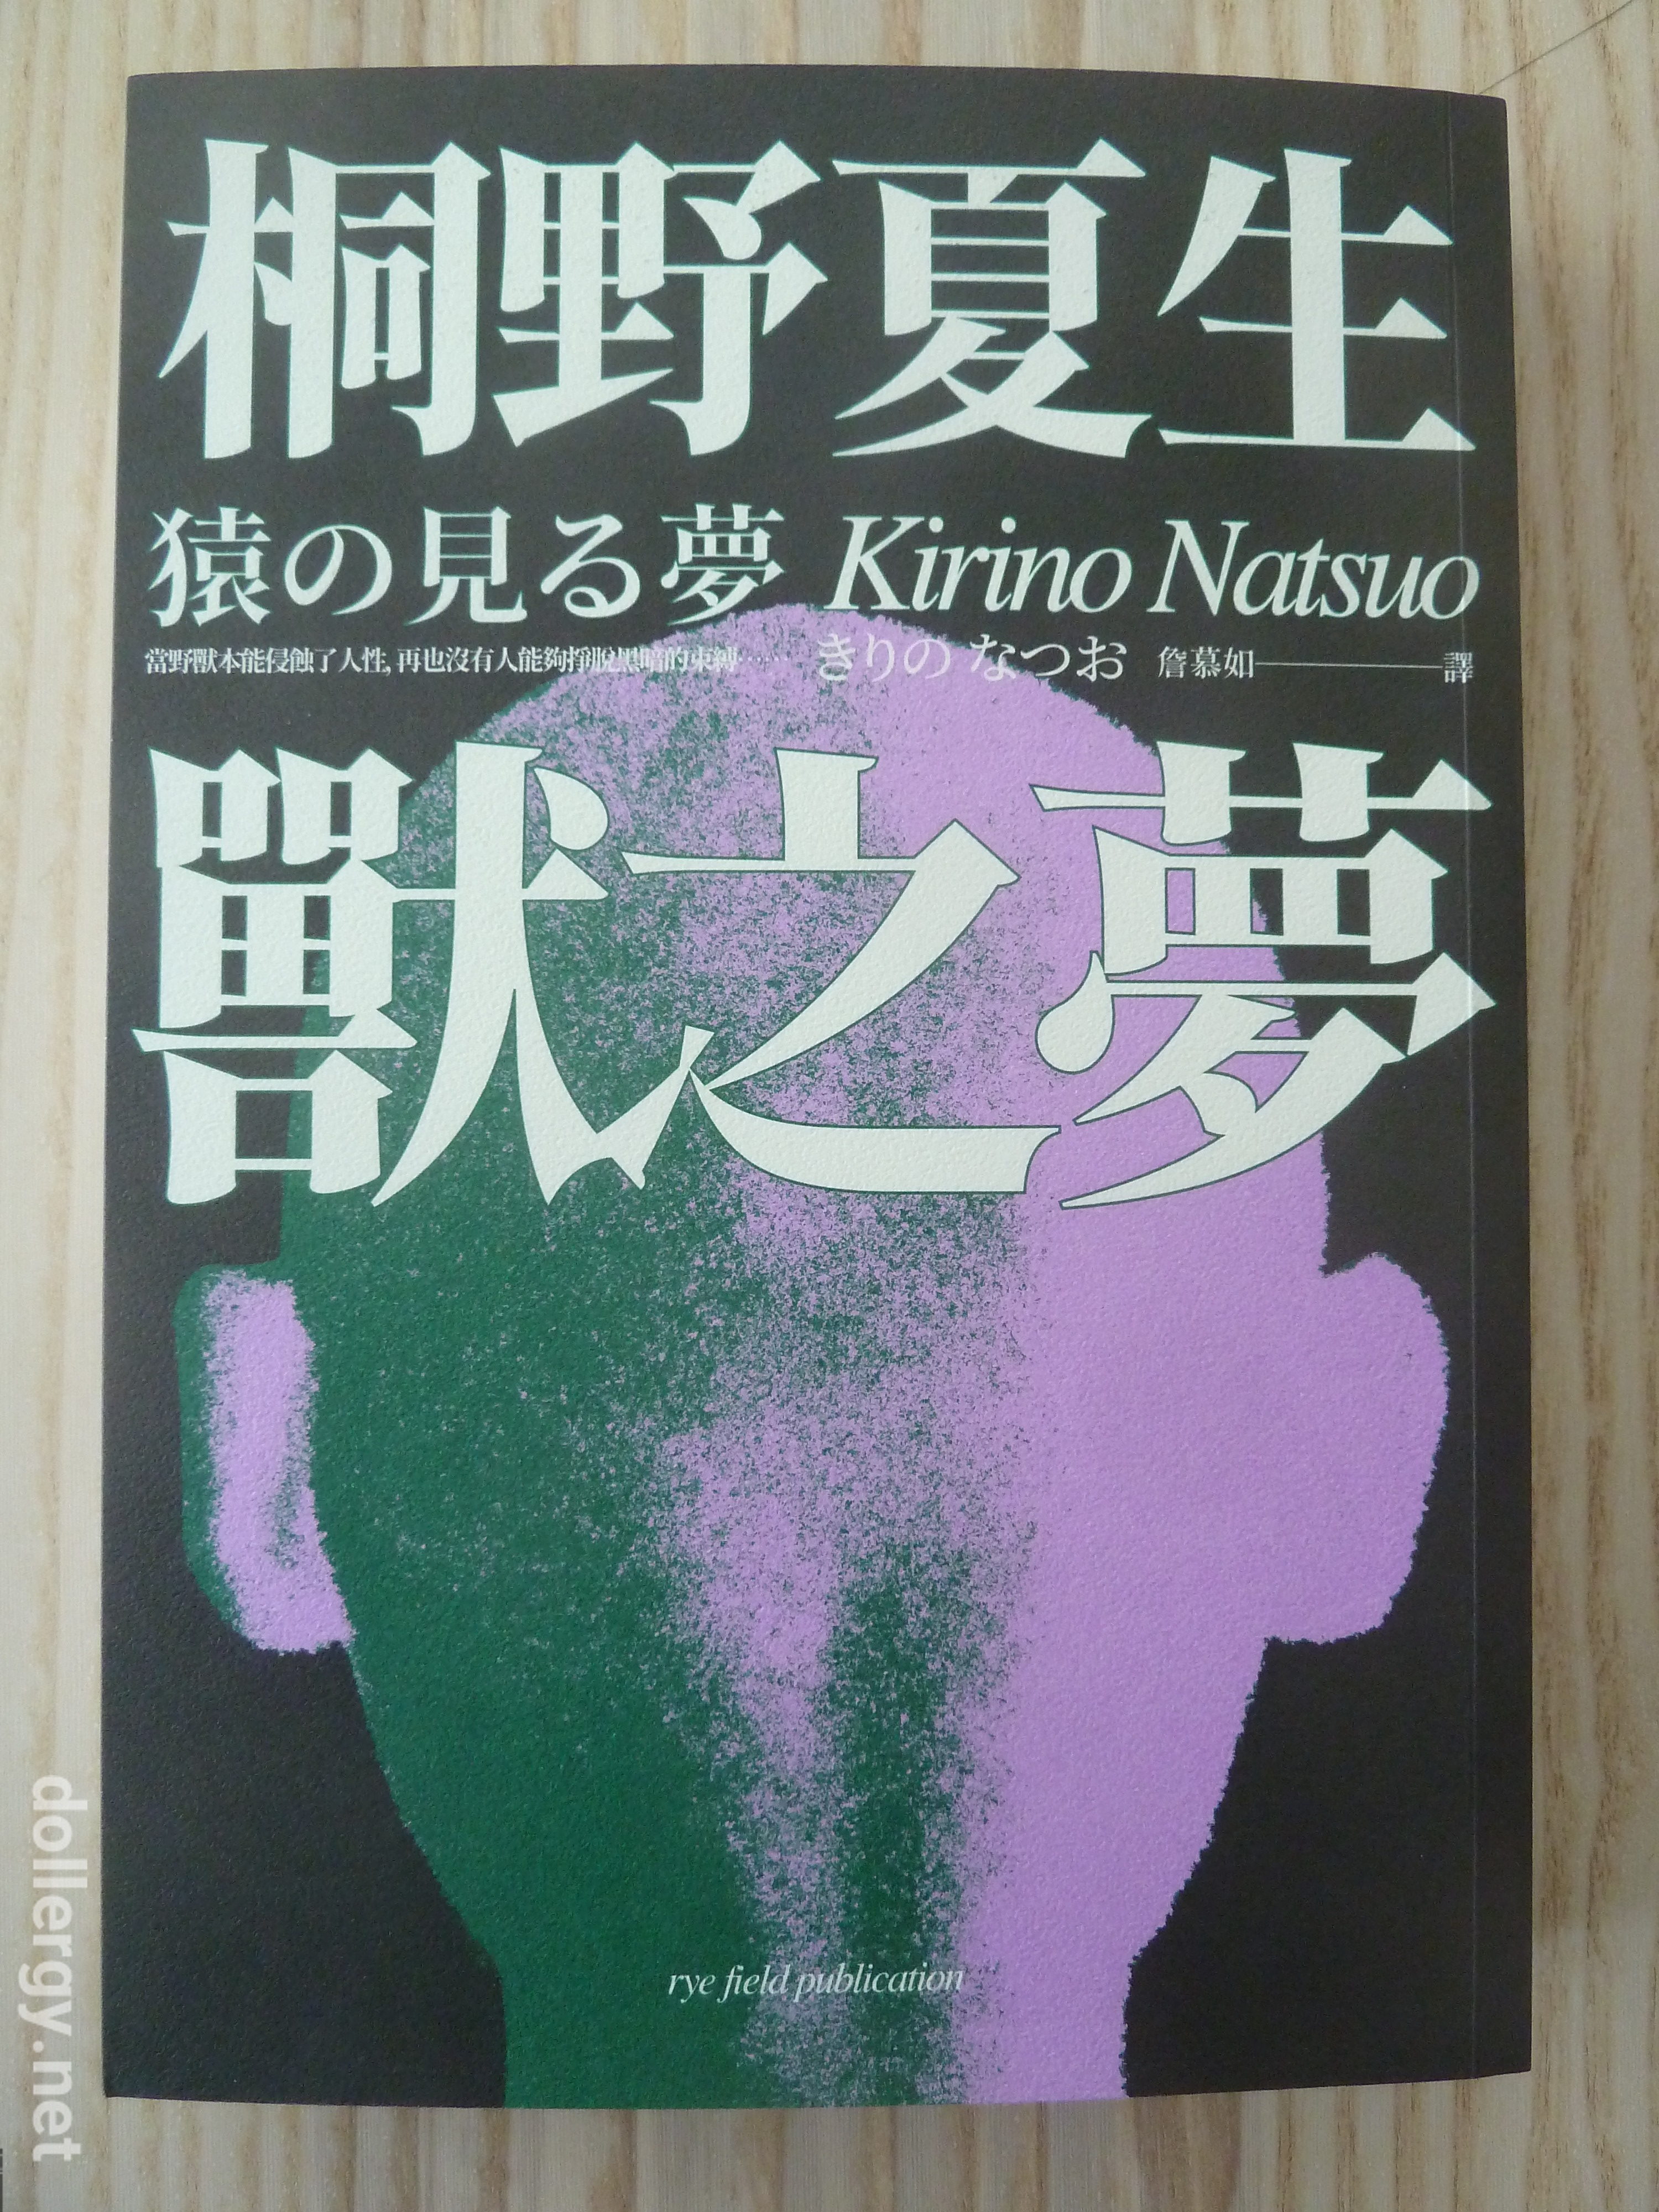 桐野夏生
猿の見る夢 Kirino Natsuo
當野獸本能侵蝕了人性,再也沒有人能夠掙脫黑暗的束縛…… きりの なつお 詹慕如————譯
獸之夢
rye field publication
dollergy.net